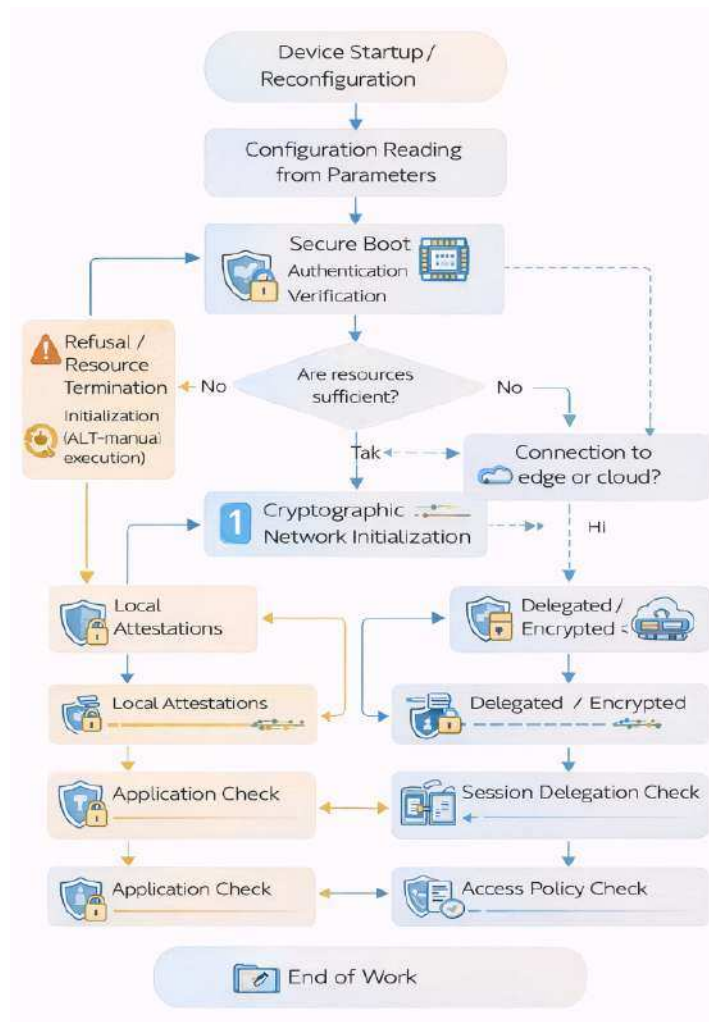 Device Startup /
Reconfiguration
Configuration Reading
from Parameters
Secure Boot
Authentication
Verification
Refusal /
Resource
Termination
Initialization
(ALT-manual
execution)
No
Are resources
sufficient?
No
Tak
Connection to
edge or cloud?
1
Cryptographic
Network Initialization
Hi
Local
Attestations
Delegated /
Encrypted
Local Attestations
Delegated / Encrypted
Application Check
Session Delegation Check
Application Check
Access Policy Check
End of Work